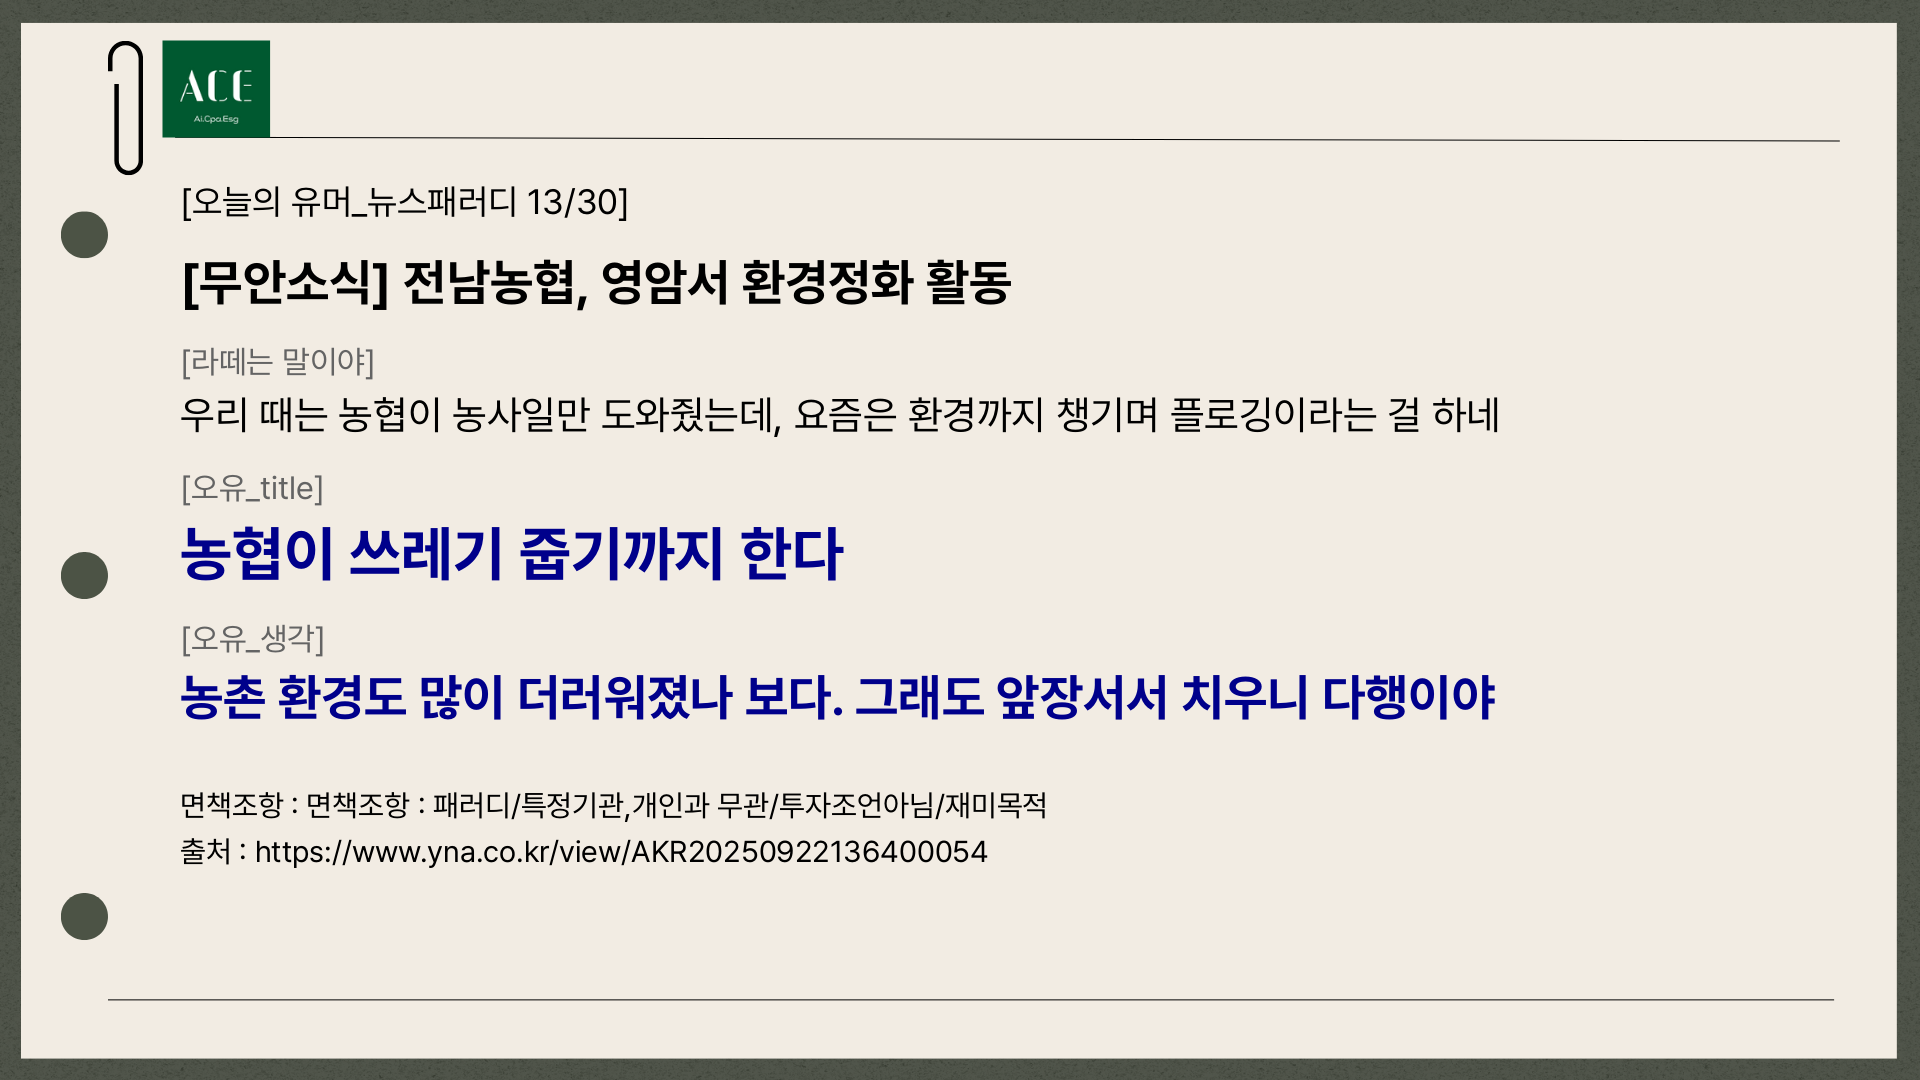 ACE
Ai.Cpa.Esg
[오늘의 유머_뉴스패러디 13/30]
[무안소식] 전남농협, 영암서 환경정화 활동
[라떼는 말이야]
우리 때는 농협이 농사일만 도와줬는데, 요즘은 환경까지 챙기며 플로깅이라는 걸 하네
[오유_title]
농협이 쓰레기 줍기까지 한다
[오유_생각]
농촌 환경도 많이 더러워졌나 보다. 그래도 앞장서서 치우니 다행이야
면책조항 : 면책조항 : 패러디/특정기관,개인과 무관/투자조언아님/재미목적
출처 : https://www.yna.co.kr/view/AKR20250922136400054